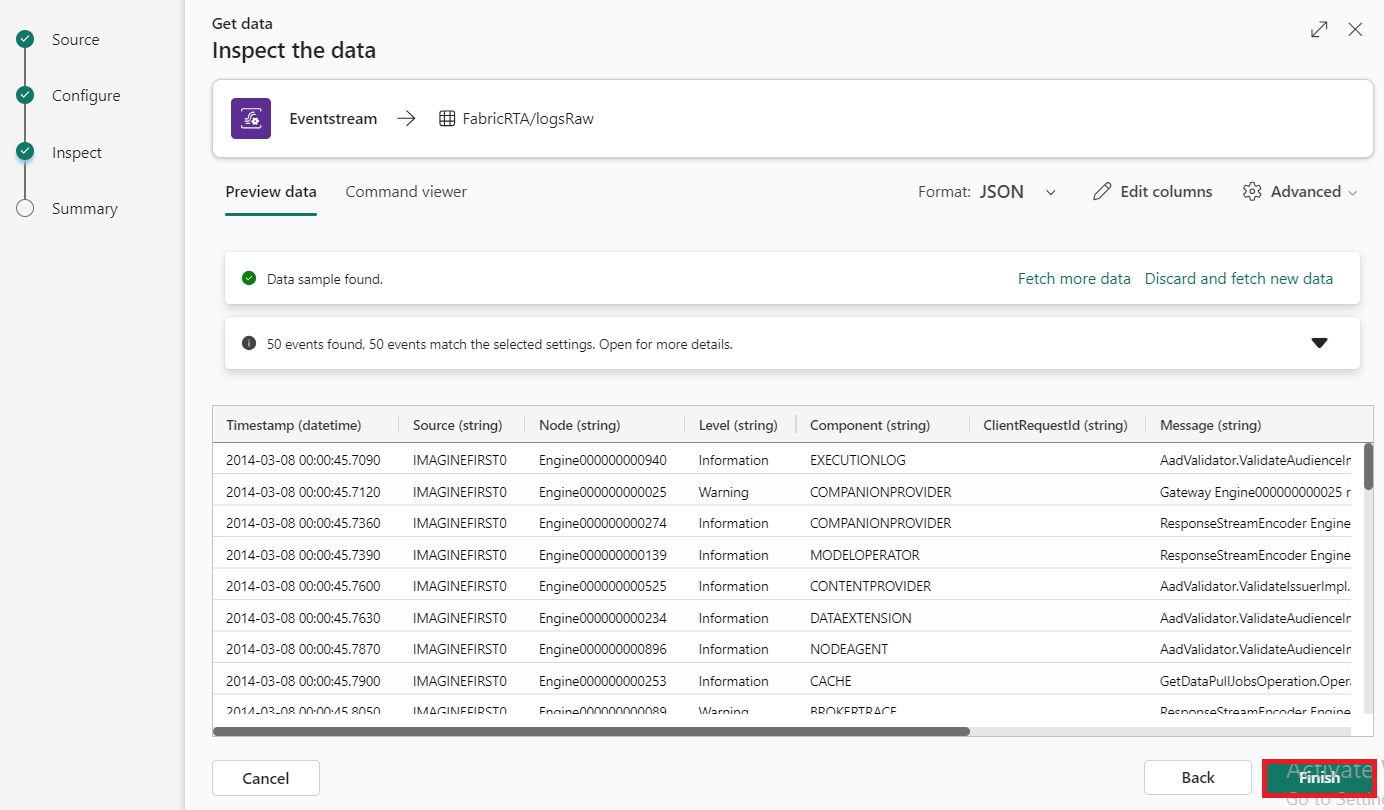 Source
Configure
Inspect
Summary
Get data
Inspect the data
Eventstream → FabricRTA/logsRaw
Preview data Command viewer Format: JSON Edit columns Advanced
Data sample found. Fetch more data Discard and fetch new data
50 events found, 50 events match the selected settings. Open for more details.
Timestamp (datetime) Source (string) Node (string) Level (string) Component (string) ClientRequestId (string) Message (string)
2014-03-08 00:00:45.7090 IMAGINEFIRST0 Engine000000000940 Information EXECUTIONLOG AadValidator.ValidateAudienceIm
2014-03-08 00:00:45.7120 IMAGINEFIRST0 Engine000000000025 Warning COMPANIONPROVIDER Gateway Engine000000000025 r
2014-03-08 00:00:45.7360 IMAGINEFIRST0 Engine000000000274 Information COMPANIONPROVIDER ResponseStreamEncoder Engine
2014-03-08 00:00:45.7390 IMAGINEFIRST0 Engine000000000139 Information MODELOPERATOR ResponseStreamEncoder Engine
2014-03-08 00:00:45.7600 IMAGINEFIRST0 Engine000000000525 Information CONTENTPROVIDER AadValidator.ValidateIssuerImpl.
2014-03-08 00:00:45.7630 IMAGINEFIRST0 Engine000000000234 Information DATAEXTENSION AadValidator.ValidateAudienceIm
2014-03-08 00:00:45.7870 IMAGINEFIRST0 Engine000000000896 Information NODEAGENT AadValidator.ValidateAudienceIm
2014-03-08 00:00:45.7900 IMAGINEFIRST0 Engine000000000253 Information CACHE GetDataPullJobsOperation.Opera
2014-03-08 00:00:45.8050 IMAGINEFIRST0 Engine000000000089 Warning BROKERTRACE ResponseStreamEncoder Engine
Cancel Back Finish
Activate
Go to Settin